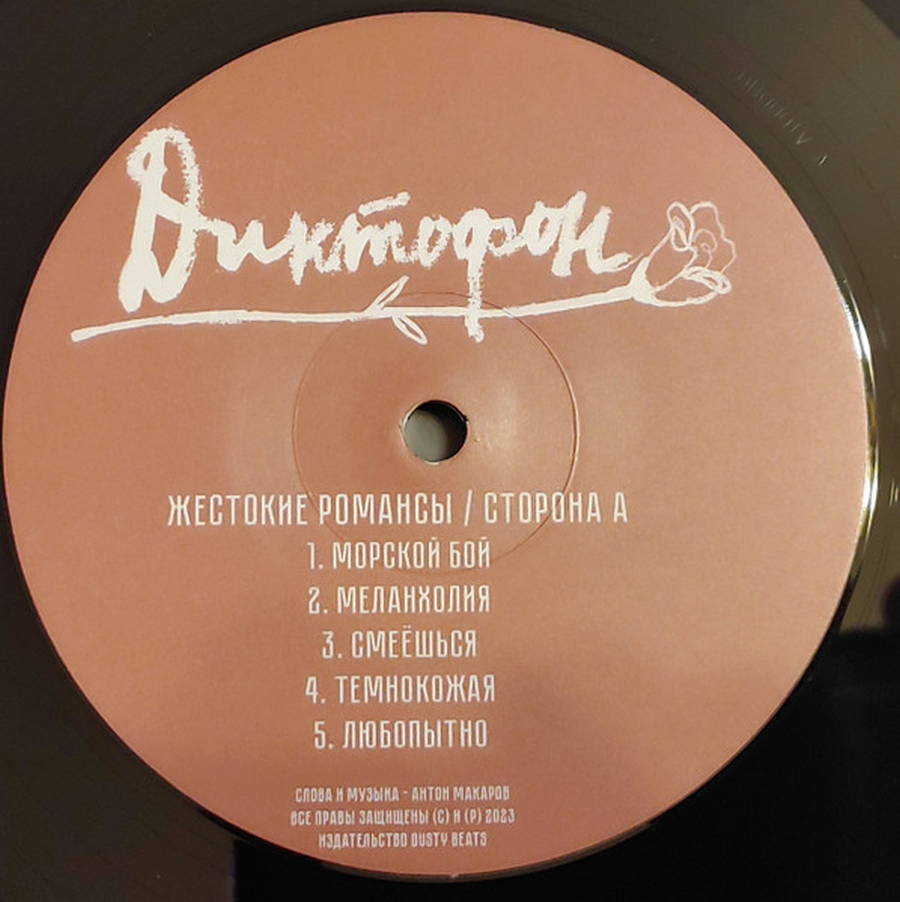 Диктофон
ЖЕСТОКИЕ РОМАНСЫ / СТОРОНА А
1. МОРСКОЙ БОЙ
2. МЕЛАНХОЛИЯ
3. СМЕЁШЬСЯ
4. ТЕМНОКОЖАЯ
5. ЛЮБОПЫТНО
СЛОВА И МУЗЫКА - АНТОН МАКАРОВ
ВСЕ ПРАВЫ ЗАЩИЩЕНЫ (С) И (Р) 2023
ИЗДАТЕЛЬСТВО DUSTY BEATS